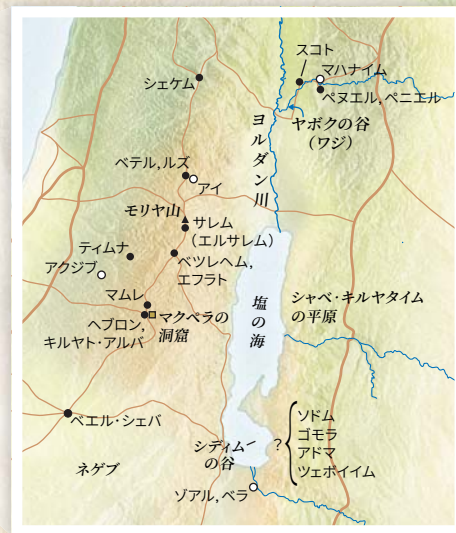 スコト
マハナイム
シェケム
ペヌエル, ペニエル
ヤボクの谷
(ワジ)
ヨルダン川
ベテル, ルズ
アイ
モリヤ山
サレム
(エルサレム)
ティムナ
アクジブ
ベツレヘム,
エフラト
マムレ
マクペラの
洞窟
ヘブロン,
キルヤト・アルバ
塩の海
シャベ・キルヤタイム
の平原
ベエル・シェバ
ソドム
ゴモラ
アドマ
ツェボイイム
?
シディム
の谷
ネゲブ
ゾアル, ベラ